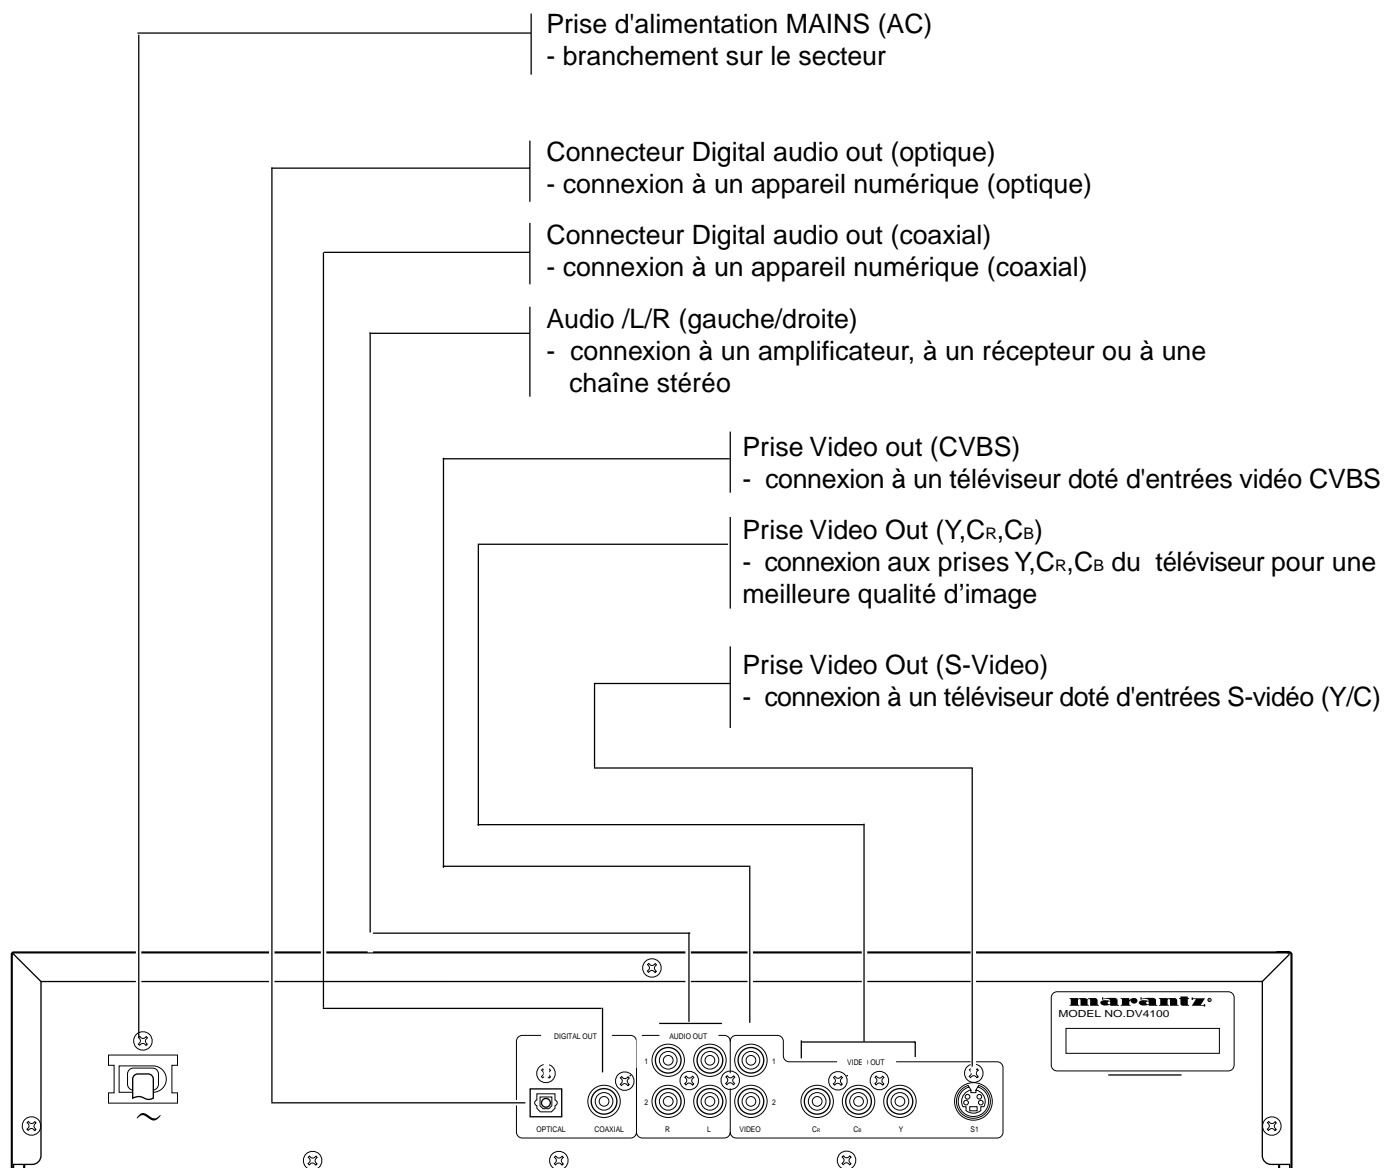 Prise d'alimentation MAINS (AC)
- branchement sur le secteur
Connecteur Digital audio out (optique)
- connexion à un appareil numérique (optique)
Connecteur Digital audio out (coaxial)
- connexion à un appareil numérique (coaxial)
Audio /L/R (gauche/droite)
- connexion à un amplificateur, à un récepteur ou à une
chaîne stéréo
Prise Video out (CVBS)
- connexion à un téléviseur doté d'entrées vidéo CVBS
Prise Video Out (Y,CR,CB)
- connexion aux prises Y,CR,CB du téléviseur pour une
meilleure qualité d’image
Prise Video Out (S-Video)
- connexion à un téléviseur doté d'entrées S-vidéo (Y/C)
marantz
MODEL NO.DV4100
DIGITAL OUT
AUDIO OUT
VIDE OUT
1
1
2
2
~
OPTICAL
COAXIAL
R
L
VIDEO
CR
CB
Y
S1